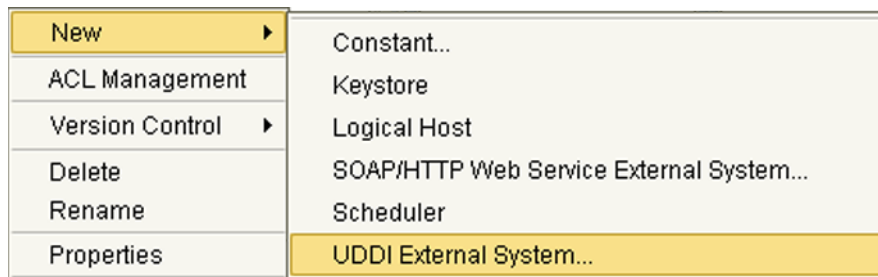 New
ACL Management
Version Control
Delete
Rename
Properties
Constant...
Keystore
Logical Host
SOAP/HTTP Web Service External System...
Scheduler
UDDI External System...